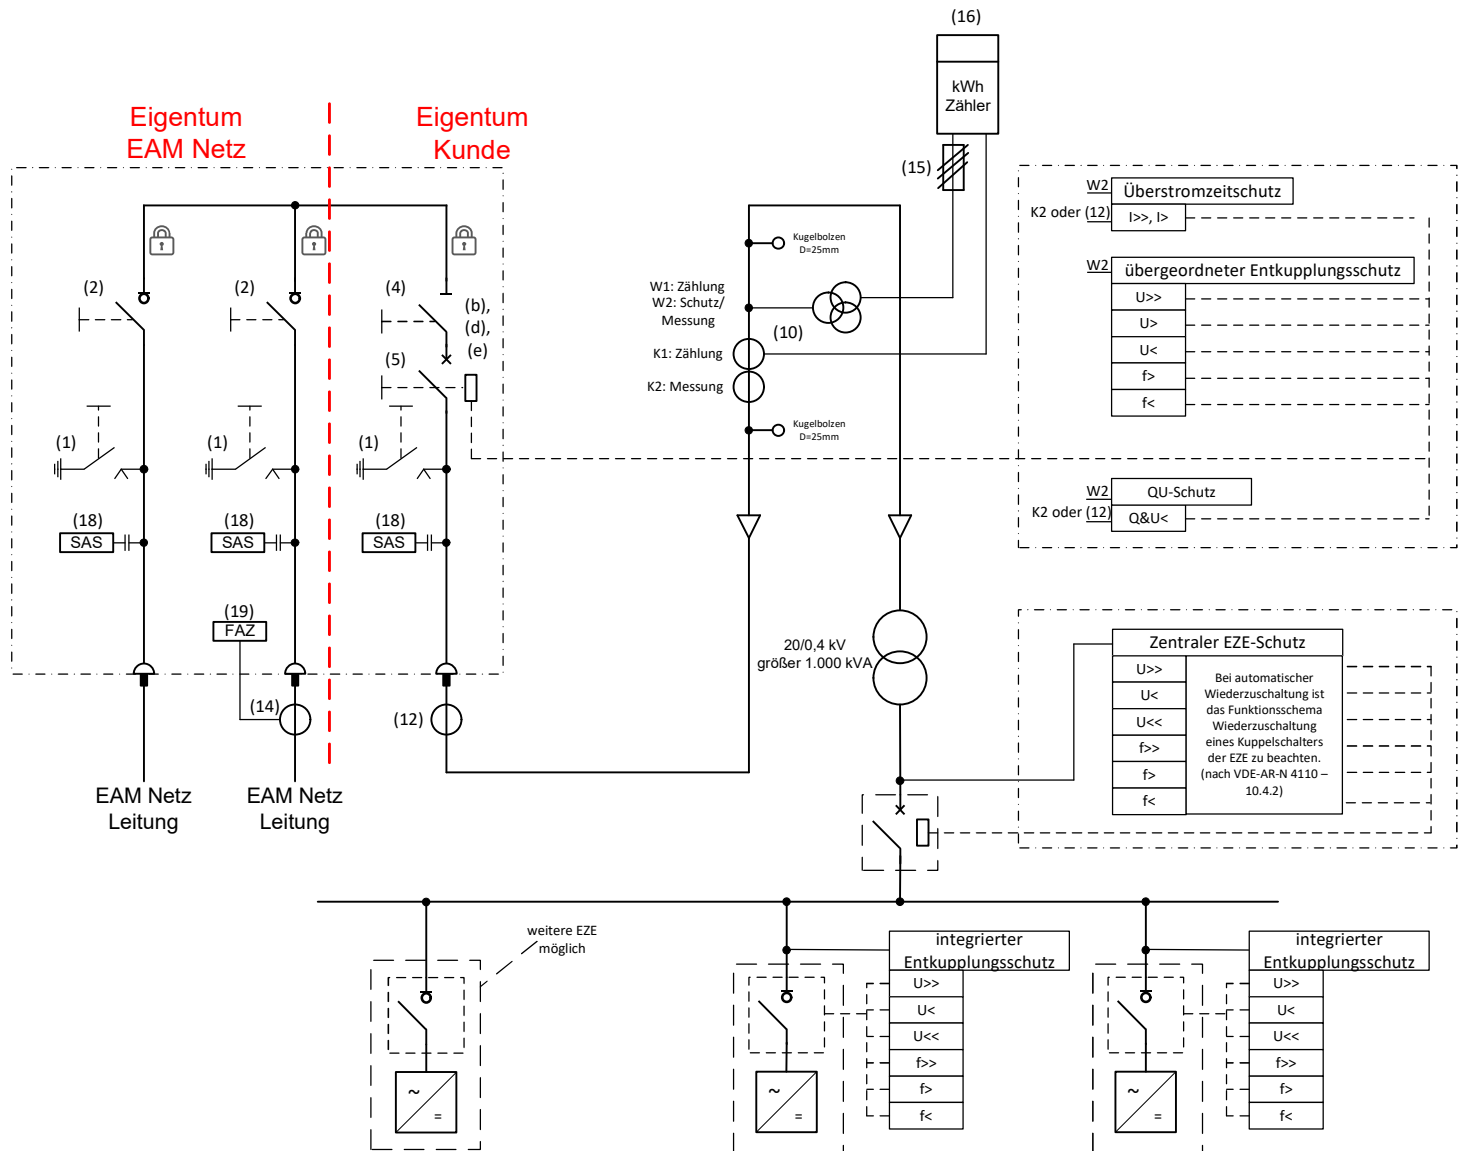 (16)
kWh
Zähler
(15)
Eigentum
EAM Netz
Eigentum
Kunde
(2)
(2)
(4)
(b),
(d),
(e)
(5)
(1)
(1)
(1)
(18)
SAS
(18)
SAS
(18)
SAS
(19)
FAZ
(14)
(12)
EAM Netz
Leitung
EAM Netz
Leitung
Kugelbolzen
D=25mm
W1: Zählung
W2: Schutz/
Messung
(10)
K1: Zählung
K2: Messung
Kugelbolzen
D=25mm
20/0,4 kV
größer 1.000 kVA
W2
Überstromzeitschutz
K2 oder (12)
I>>, I>
W2
übergeordneter Entkupplungsschutz
U>>
U>
U<
f>
f<
W2
QU-Schutz
K2 oder (12)
Q&U<
Zentraler EZE-Schutz
U>>
U<
U<<
f>>
f>
f<
Bei automatischer
Wiederzuschaltung ist
das Funktionsschema
Wiederzuschaltung
eines Kuppelschalters
der EZE zu beachten.
(nach VDE-AR-N 4110 –
10.4.2)
weitere EZE
möglich
~
=
integrierter
Entkupplungsschutz
U>>
U<
U<<
f>>
f>
f<
~
=
integrierter
Entkupplungsschutz
U>>
U<
U<<
f>>
f>
f<
~
=